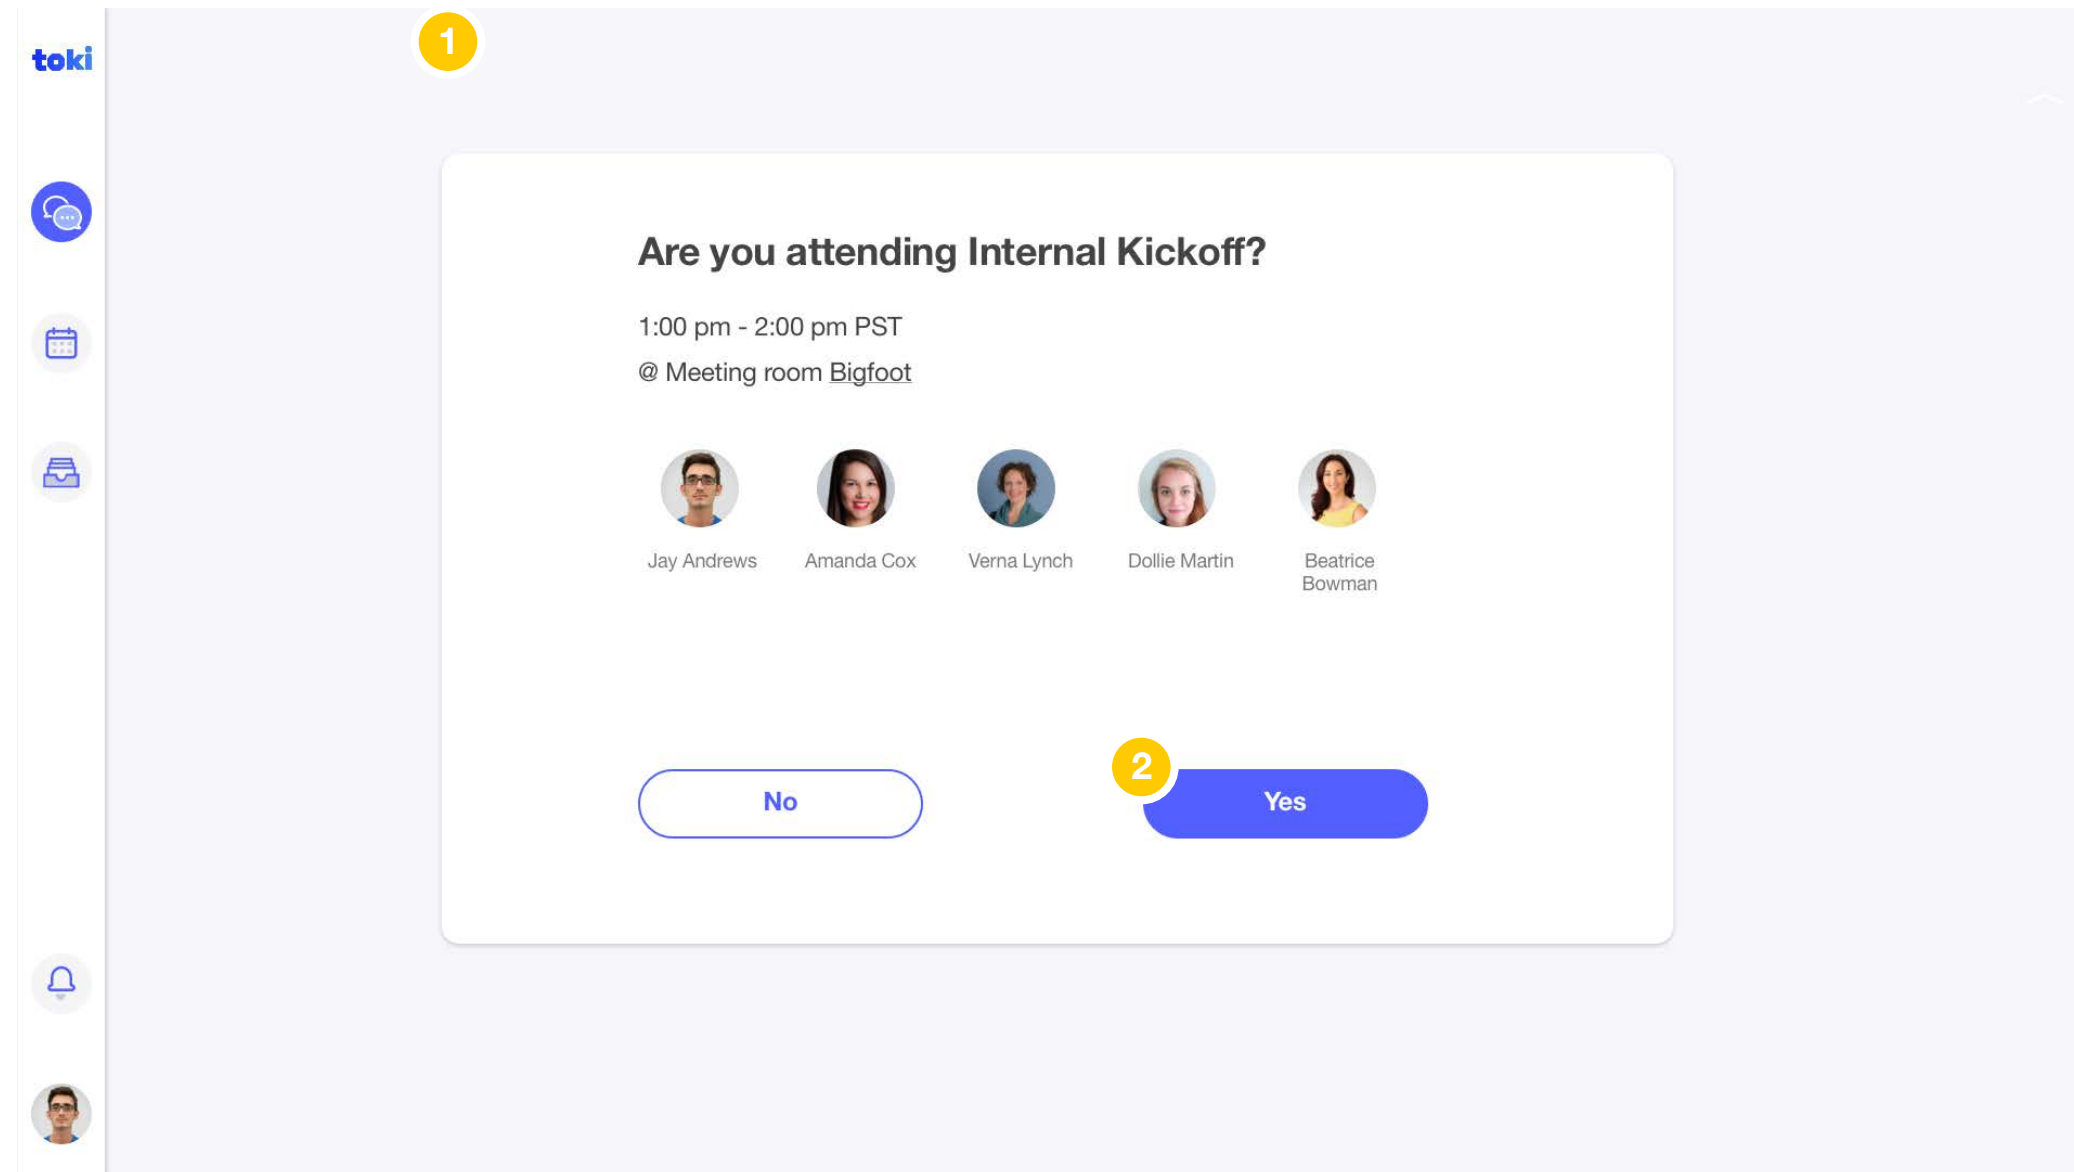 toki
1
Are you attending Internal Kickoff?
1:00 pm - 2:00 pm PST
@ Meeting room Bigfoot
Jay Andrews
Amanda Cox
Verna Lynch
Dollie Martin
Beatrice
Bowman
No
2
Yes